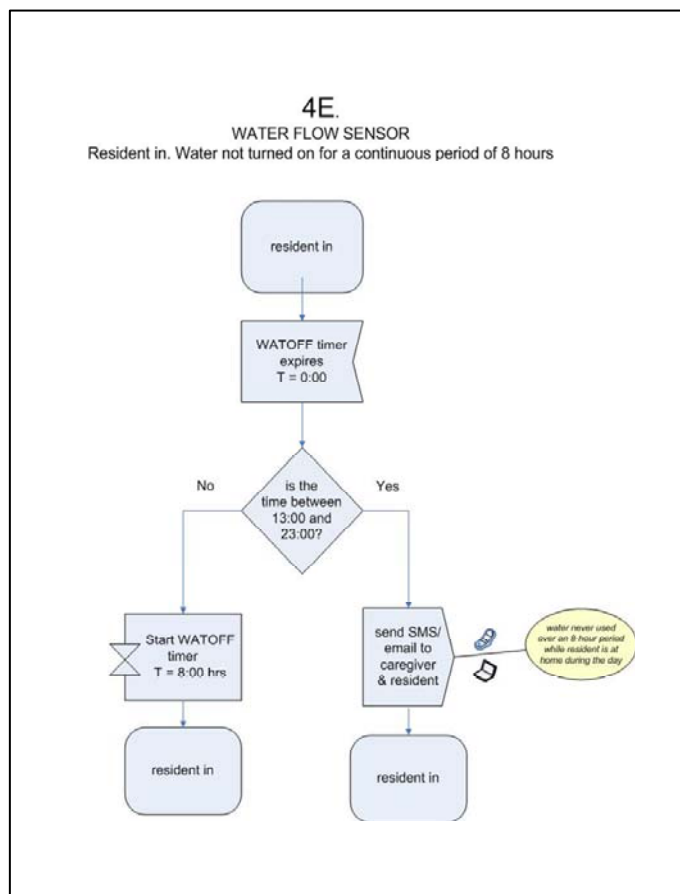 4E.
WATER FLOW SENSOR
Resident in. Water not turned on for a continuous period of 8 hours
resident in
WATOFF timer
expires
T = 0:00
is the
time between
13:00 and
23:00?
No
Yes
Start WATOFF
timer
T = 8:00 hrs
send SMS/
email to
caregiver
& resident
water never used
over an 8 hour period
while resident is at
home during the day
resident in
resident in